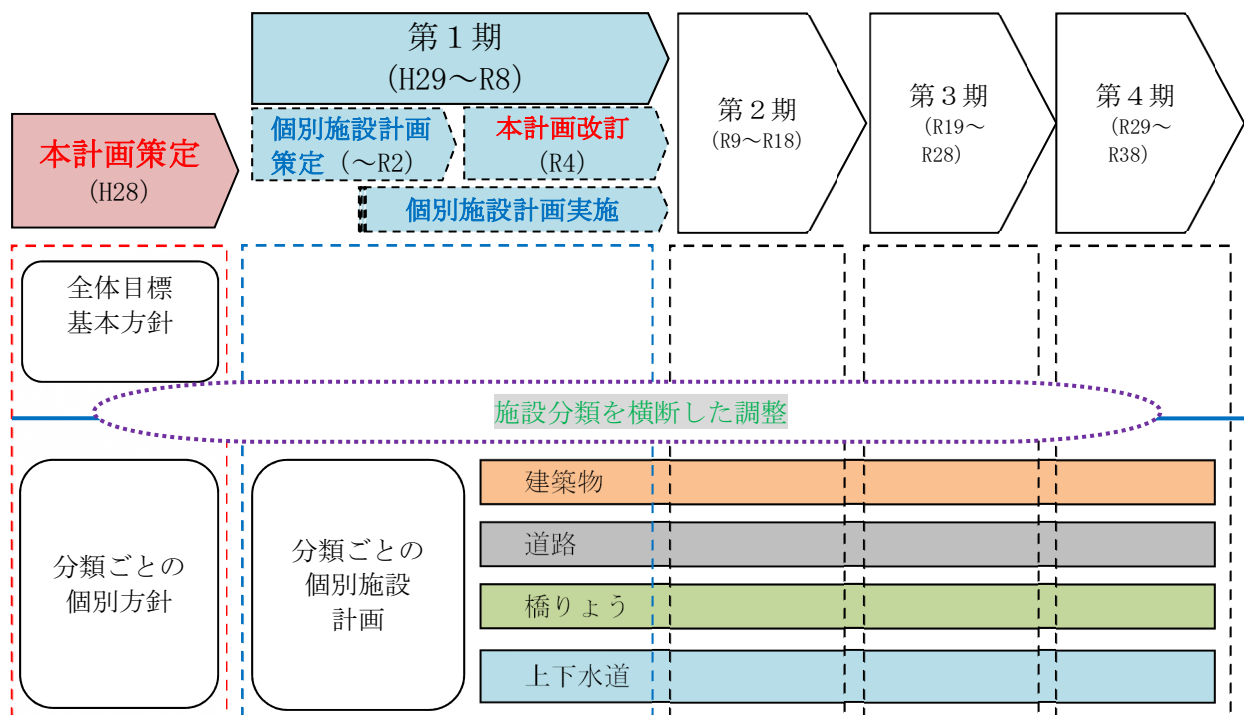 本計画策定
(H28)
第１期
(H29～R8)
個別施設計画
策定（～R2）
本計画改訂
(R4)
個別施設計画実施
第２期
(R9～R18)
第３期
(R19～
R28)
第４期
(R29～
R38)
全体目標
基本方針
施設分類を横断した調整
分類ごとの
個別方針
分類ごとの
個別施設
計画
建築物
道路
橋りょう
上下水道